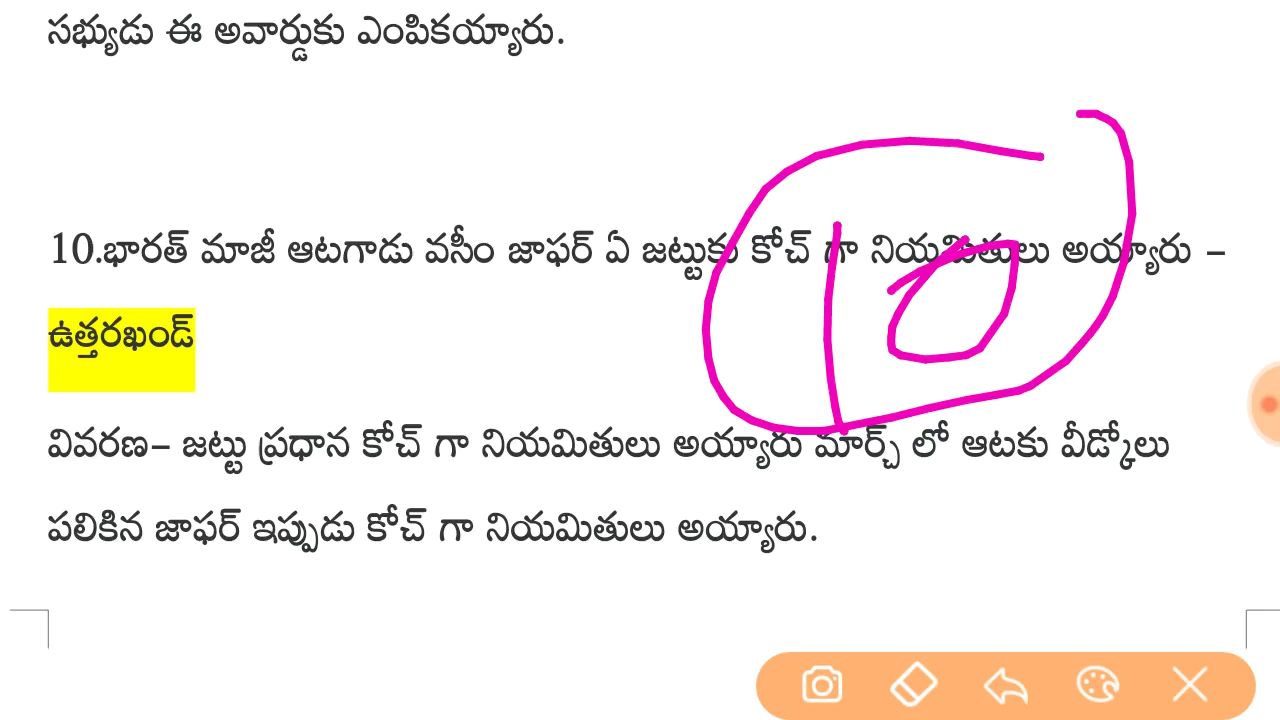 సభ్యుడు ఈ అవార్డుకు ఎంపికయ్యారు.
10.భారత్ మాజీ ఆటగాడు వసీం జాఫర్ ఏ జట్టుకు కోచ్ గా నియమితులు అయ్యారు –
ఉత్తరఖండ్
వివరణ– జట్టు ప్రధాన కోచ్ గా నియమితులు అయ్యారు మార్చ్ లో ఆటకు వీడ్కోలు
పలికిన జాఫర్ ఇప్పుడు కోచ్ గా నియమితులు అయ్యారు.
10